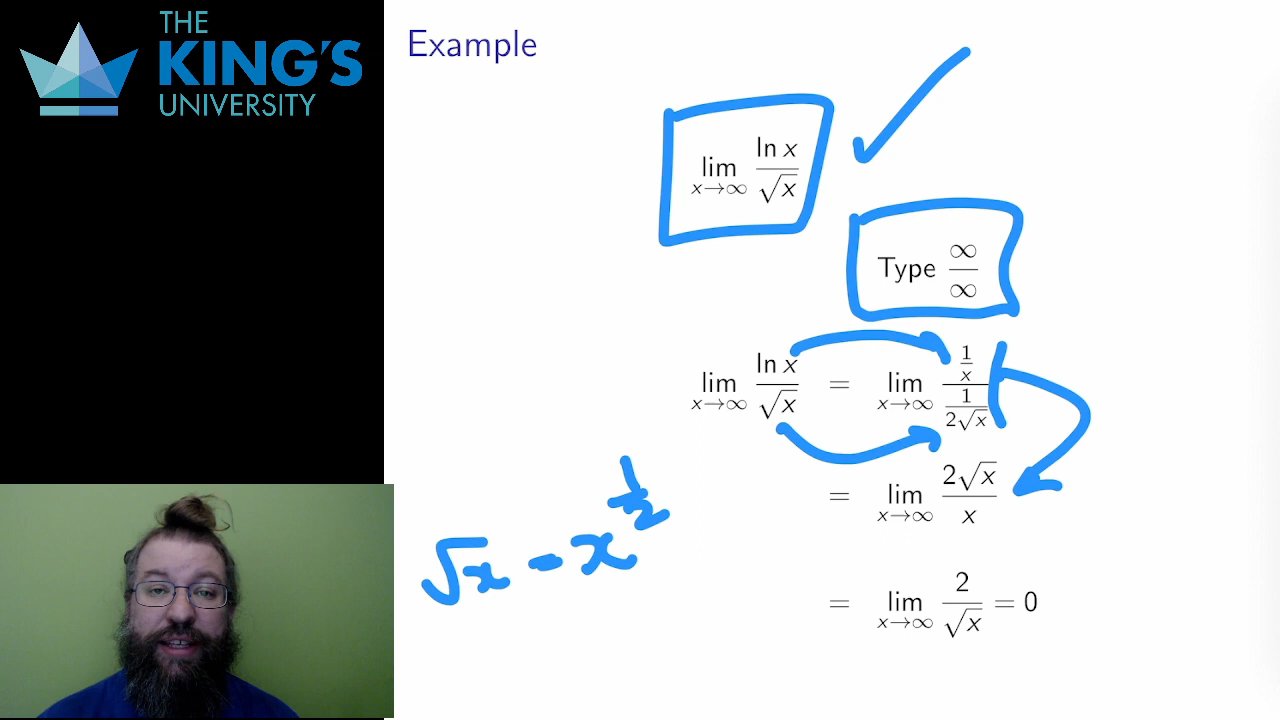 THE
KING'S
UNIVERSITY
Example
lim x→∞ ln x / √x
Type ∞ / ∞
lim x→∞ ln x / √x = lim x→∞ (1/x) / (1/(2√x))
= lim x→∞ 2√x / x
√x - x^1/2
= lim x→∞ 2 / √x = 0